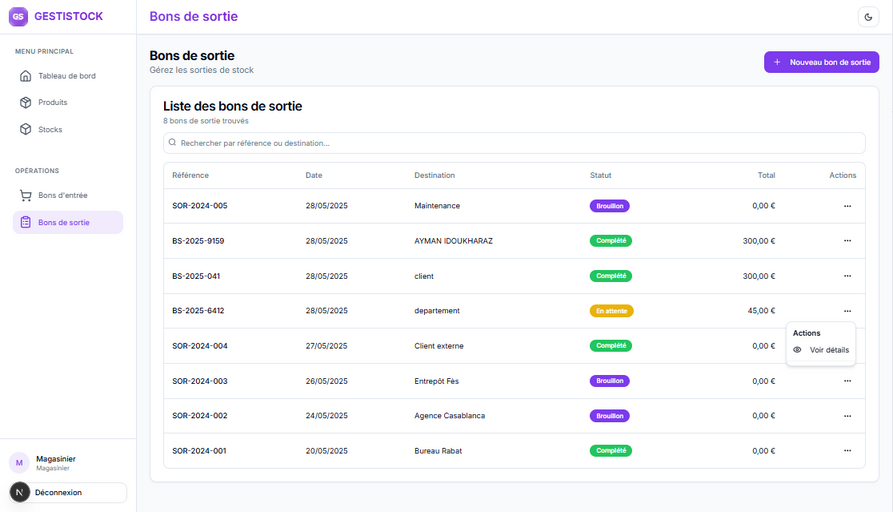 GS GESTISTOCK
Bons de sortie
MENU PRINCIPAL
Tableau de bord
Produits
Stocks
OPÉRATIONS
Bons d'entrée
Bons de sortie
M Magasinier
Magasinier
N Déconnexion
Bons de sortie
Gérez les sorties de stock
+ Nouveau bon de sortie
Liste des bons de sortie
8 bons de sortie trouvés
Rechercher par référence ou destination...
Référence Date Destination Statut Total Actions
SOR-2024-005 28/05/2025 Maintenance Brouillon 0,00 € ...
BS-2025-9159 28/05/2025 AYMAN IDOUKHARAZ Complété 300,00 € ...
BS-2025-041 28/05/2025 client Complété 300,00 € ...
BS-2025-6412 28/05/2025 departement En attente 45,00 € ...
Actions
Voir détails
SOR-2024-004 27/05/2025 Client externe Complété 0,00 €
SOR-2024-003 26/05/2025 Entrepôt Fès Brouillon 0,00 € ...
SOR-2024-002 24/05/2025 Agence Casablanca Brouillon 0,00 € ...
SOR-2024-001 20/05/2025 Bureau Rabat Complété 0,00 € ...